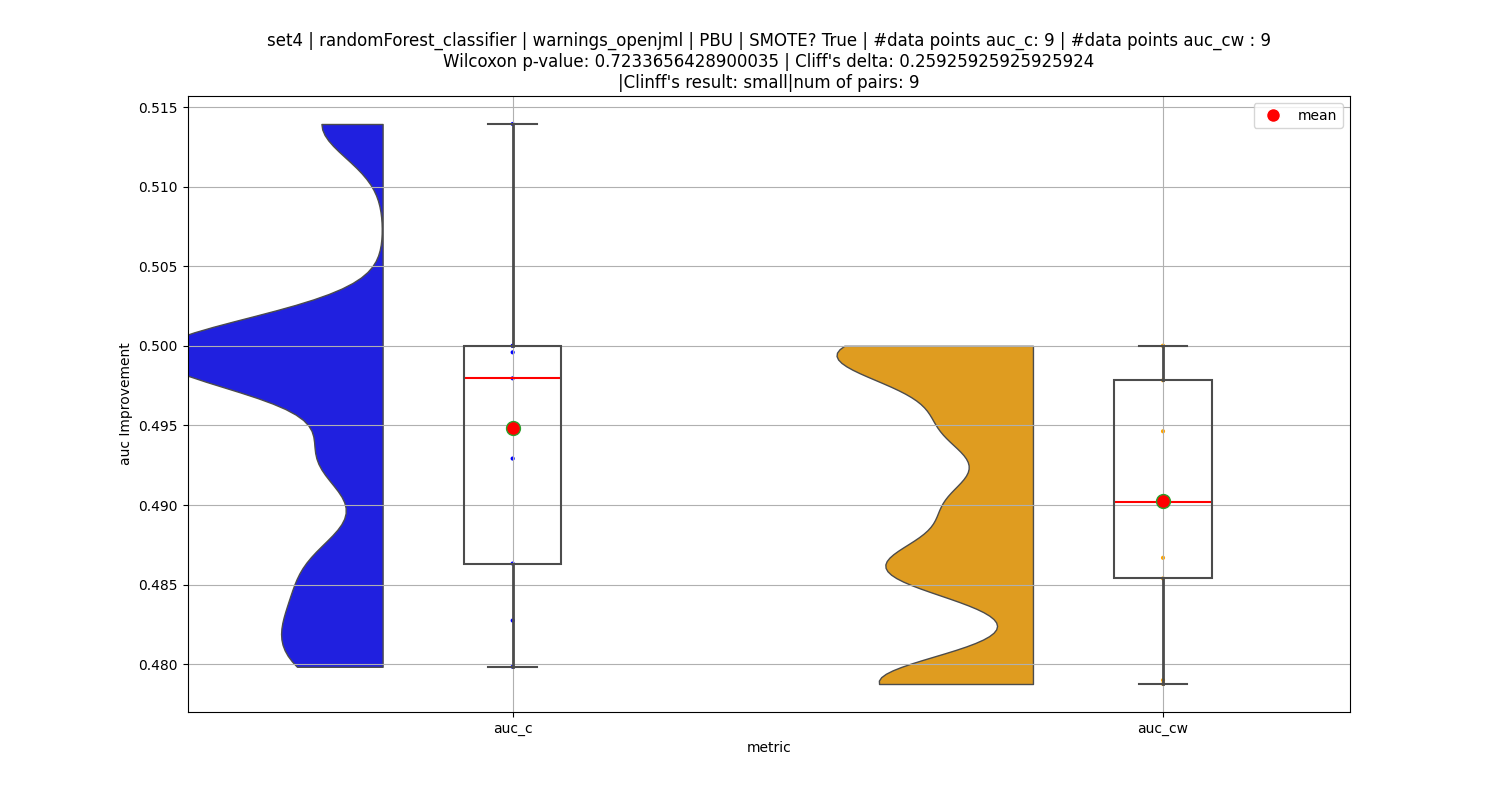 set4 | randomForest_classifier | warnings_openjml | PBU | SMOTE? True | #data points auc_c: 9 | #data points auc_cw : 9
Wilcoxon p-value: 0.7233656428900035 | Cliff's delta: 0.25925925925925924
|Clinff's result: small|num of pairs: 9
mean
0.515
0.510
0.505
0.500
0.495
0.490
0.485
0.480
auc Improvement
auc_c
auc_cw
metric